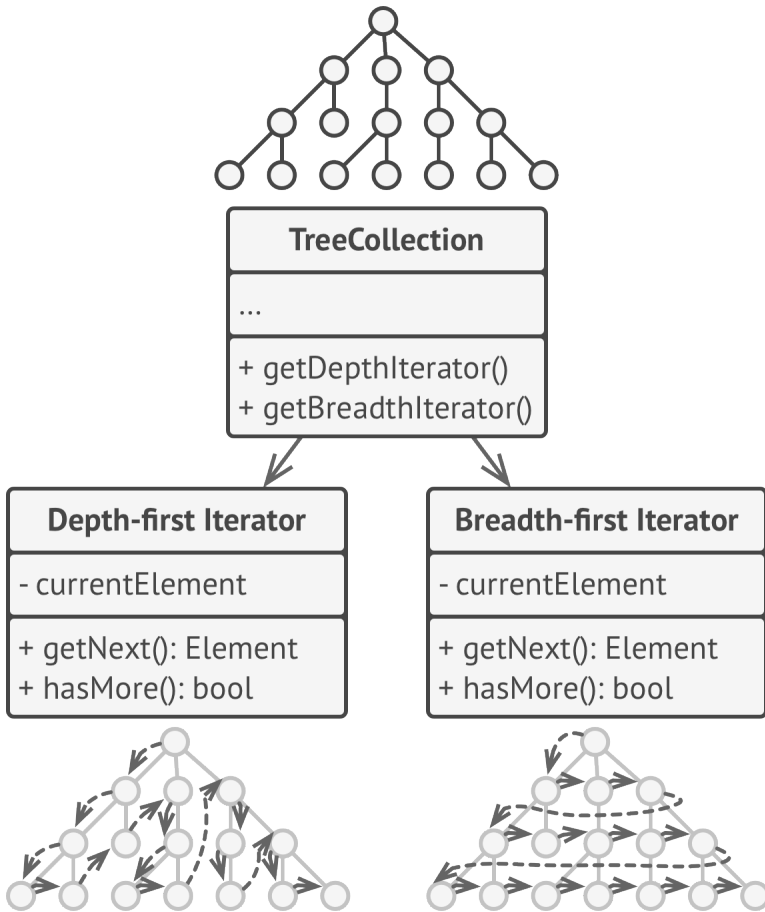 TreeCollection
...
+ getDepthIterator()
+ getBreadthIterator()
Depth-first Iterator
- currentElement
+ getNext(): Element
+ hasMore(): bool
Breadth-first Iterator
- currentElement
+ getNext(): Element
+ hasMore(): bool